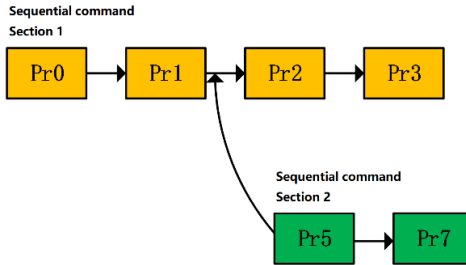 Sequential command
Section 1
Pr0
Pr1
Pr2
Pr3
Sequential command
Section 2
Pr5
Pr7